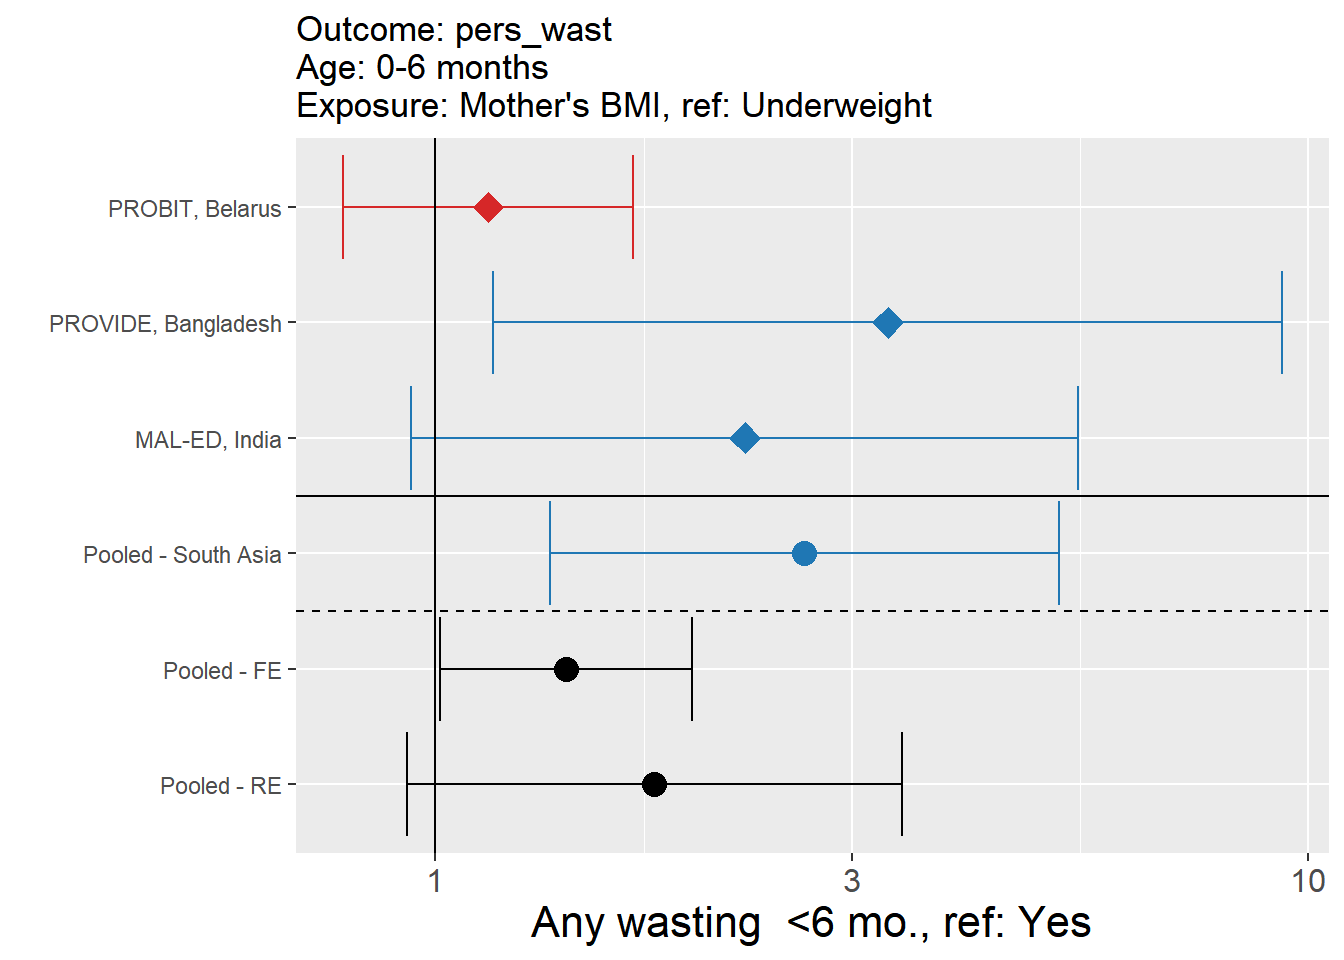 Outcome: pers_wast
Age: 0-6 months
Exposure: Mother's BMI, ref: Underweight
PROBIT, Belarus
PROVIDE, Bangladesh
MAL-ED, India
Pooled - South Asia
Pooled - FE
Pooled - RE
1 3 10
Any wasting  <6 mo., ref: Yes